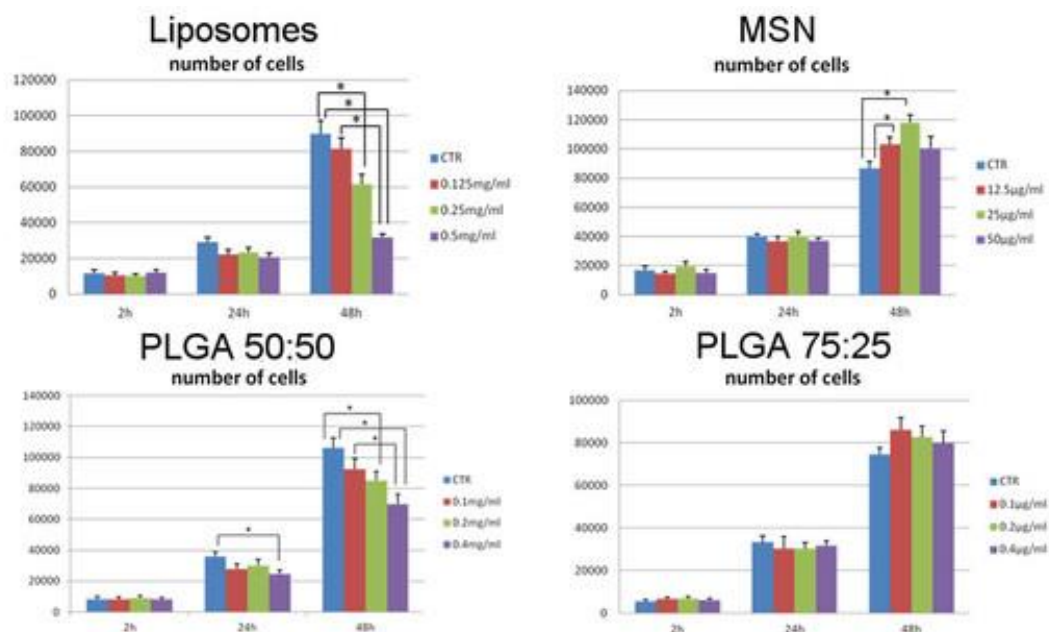 Liposomes
number of cells
120000
100000
80000
60000
40000
20000
0
2h
24h
48h
CTR
0.125mg/ml
0.25mg/ml
0.5mg/ml
* * *
MSN
number of cells
140000
120000
100000
80000
60000
40000
20000
0
2h
24h
48h
CTR
12.5µg/ml
25µg/ml
50µg/ml
* *
PLGA 50:50
number of cells
140000
120000
100000
80000
60000
40000
20000
0
2h
24h
48h
CTR
0.1mg/ml
0.2mg/ml
0.4mg/ml
* * * *
PLGA 75:25
number of cells
100000
80000
60000
40000
20000
0
2h
24h
48h
CTR
0.1µg/ml
0.2µg/ml
0.4µg/ml